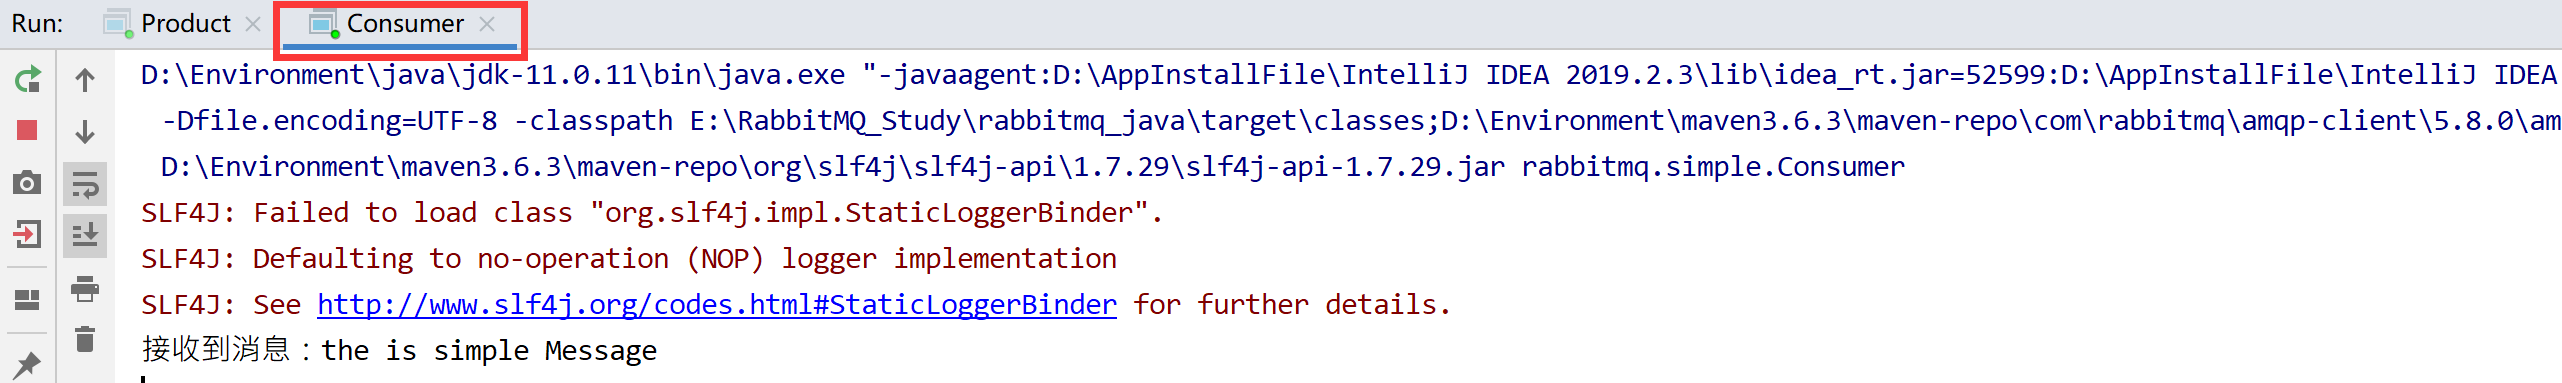 Run: Product Consumer
D:\Environment\java\jdk-11.0.11\bin\java.exe "-javaagent:D:\AppInstallFile\IntelliJ IDEA 2019.2.3\lib\idea_rt.jar=52599:D:\AppInstallFile\IntelliJ IDEA
-Dfile.encoding=UTF-8 -classpath E:\RabbitMQ_Study\rabbitmq_java\target\classes;D:\Environment\maven3.6.3\maven-repo\com\rabbitmq\amqp-client\5.8.0\am
D:\Environment\maven3.6.3\maven-repo\org\slf4j\slf4j-api\1.7.29\slf4j-api-1.7.29.jar rabbitmq.simple.Consumer
SLF4J: Failed to load class "org.slf4j.impl.StaticLoggerBinder".
SLF4J: Defaulting to no-operation (NOP) logger implementation
SLF4J: See http://www.slf4j.org/codes.html#StaticLoggerBinder for further details.
接收到消息：the is simple Message